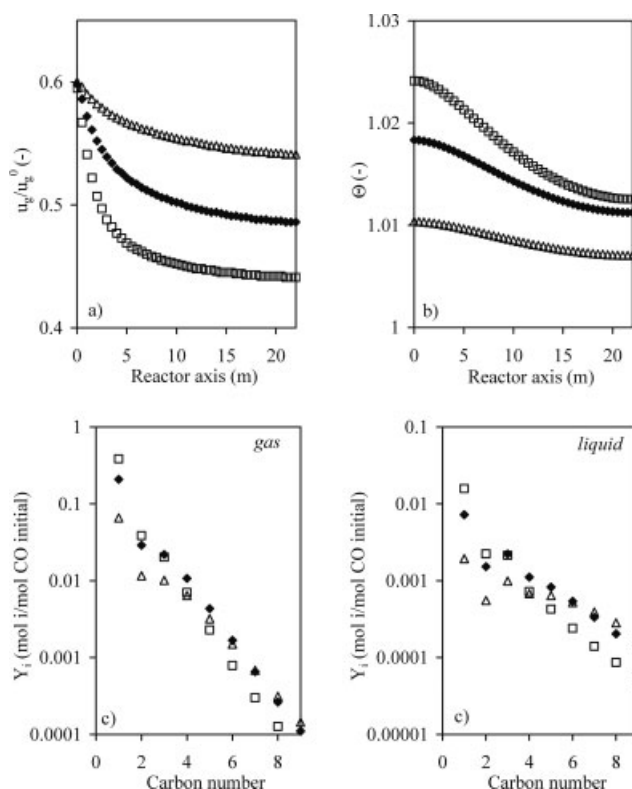 0.6
0.5
0.4
u_g/u_g^0 (-)
a)
0 5 10 15 20
Reactor axis (m)
1.03
1.02
1.01
1
Θ (-)
b)
0 5 10 15 20
Reactor axis (m)
1
0.1
0.01
0.001
0.0001
Y_i (mol i/mol CO initial)
gas
c)
0 2 4 6 8
Carbon number
0.1
0.01
0.001
0.0001
0.00001
Y_i (mol i/mol CO initial)
liquid
c)
0 2 4 6 8
Carbon number